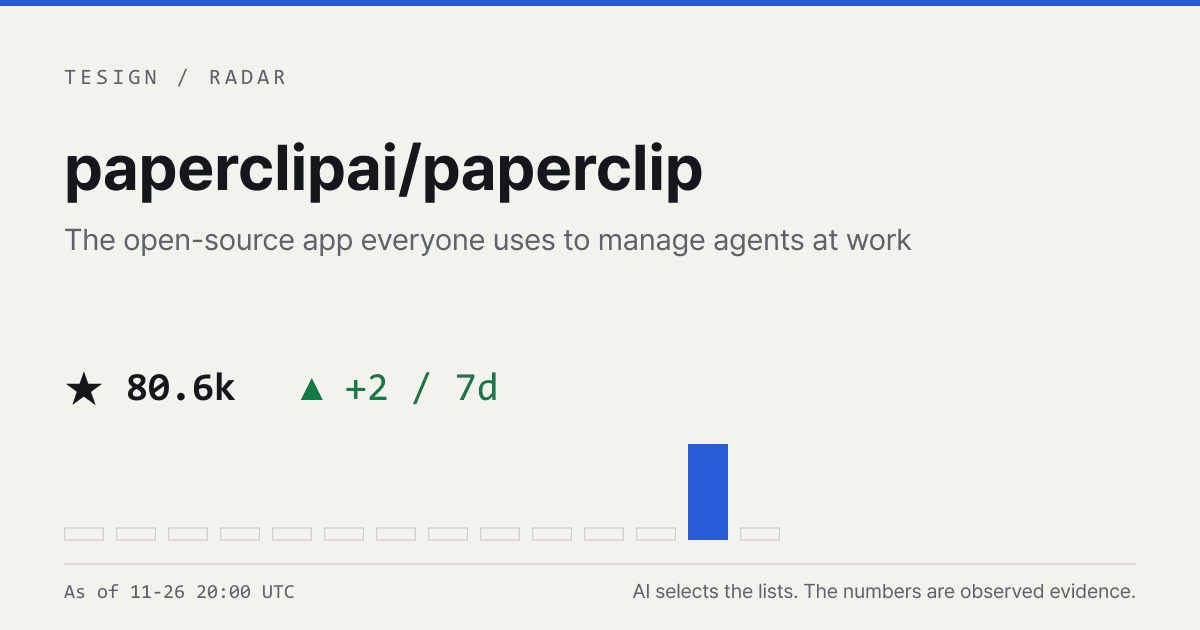 TESIGN / RADAR
paperclipai/paperclip
The open-source app everyone uses to manage agents at work
★ 80.6k ▲ +2 / 7d
As of 11-26 20:00 UTC
AI selects the lists. The numbers are observed evidence.